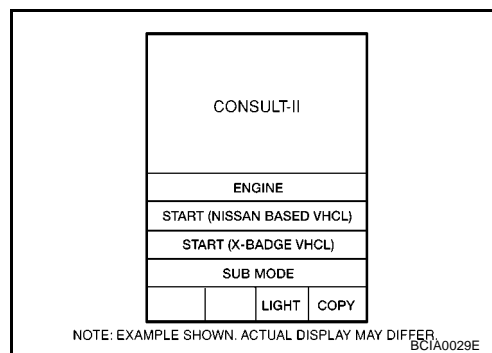 CONSULT-II
ENGINE
START (NISSAN BASED VHCL)
START (X-BADGE VHCL)
SUB MODE
LIGHT COPY
NOTE: EXAMPLE SHOWN. ACTUAL DISPLAY MAY DIFFER.
BCIA0029E